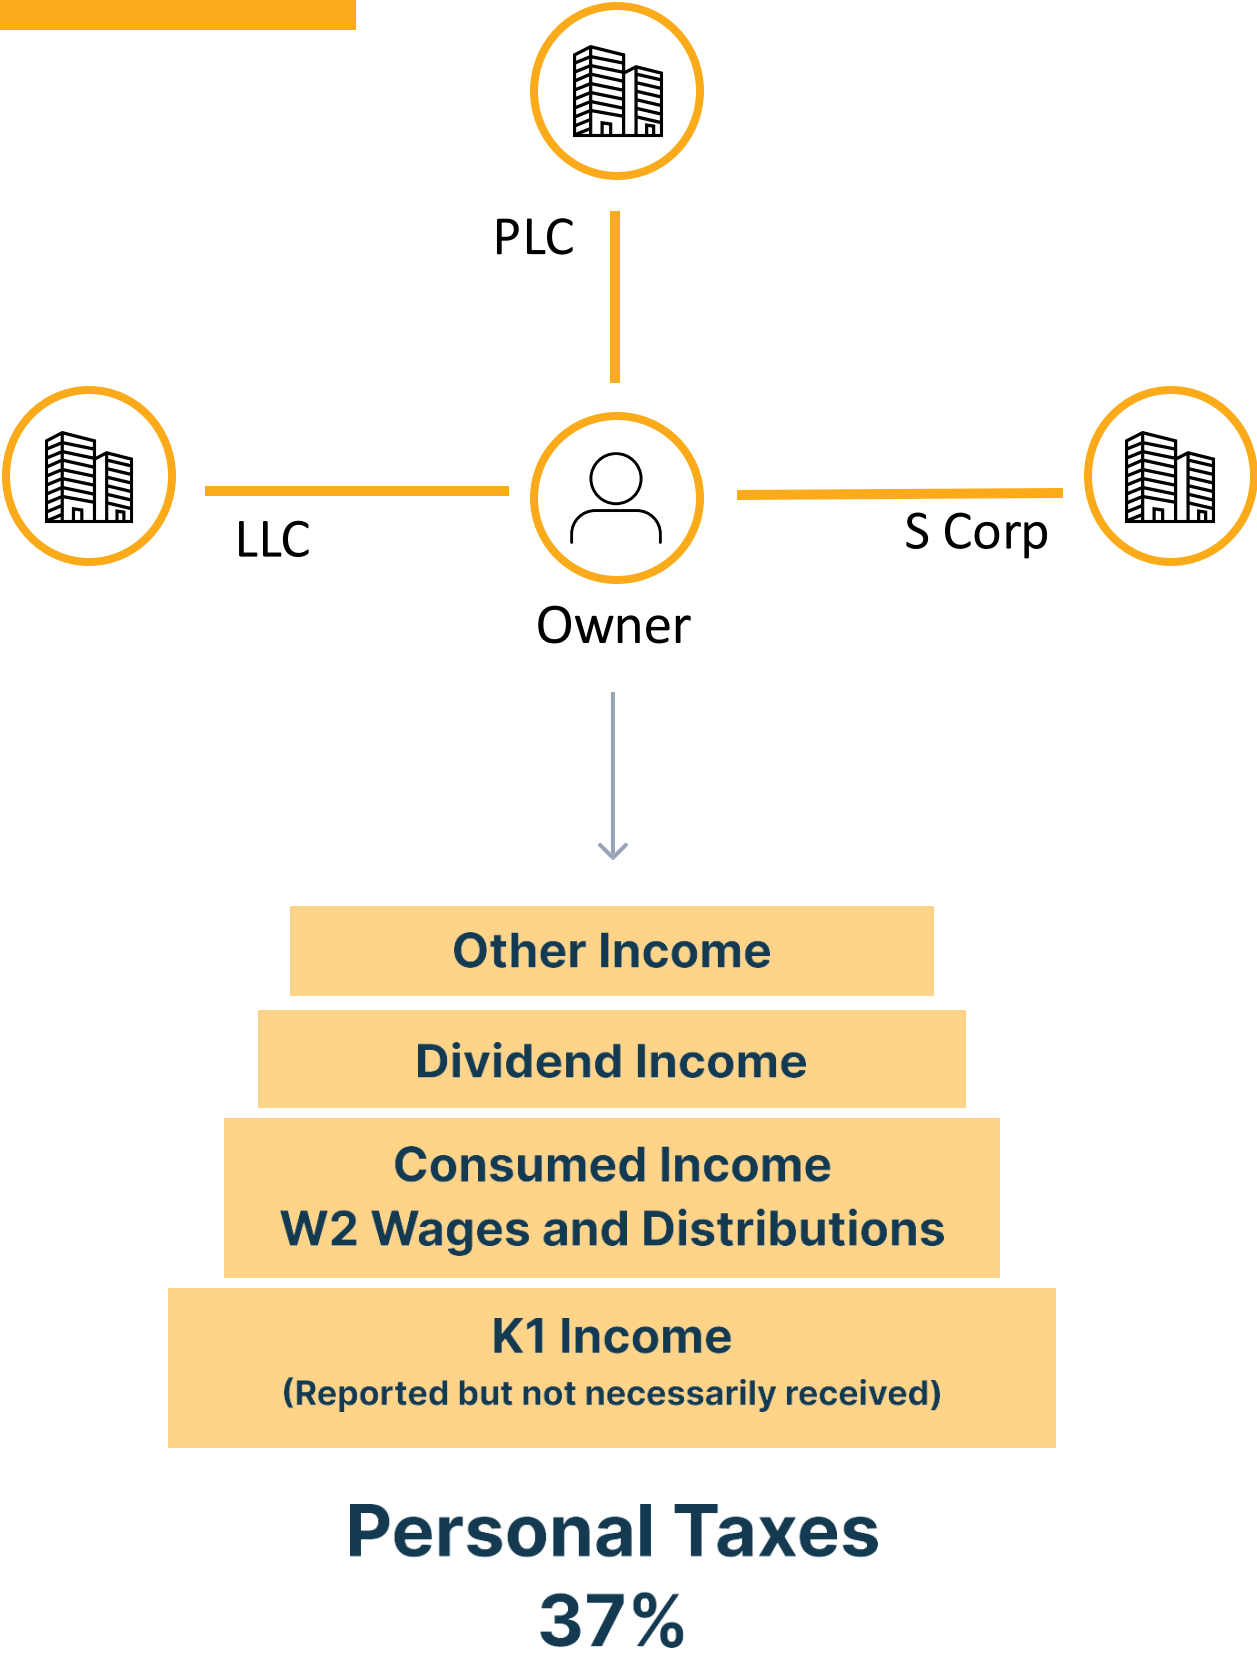 PLC
LLC
S Corp
Owner
Other Income
Dividend Income
Consumed Income
W2 Wages and Distributions
K1 Income
(Reported but not necessarily received)
Personal Taxes
37%